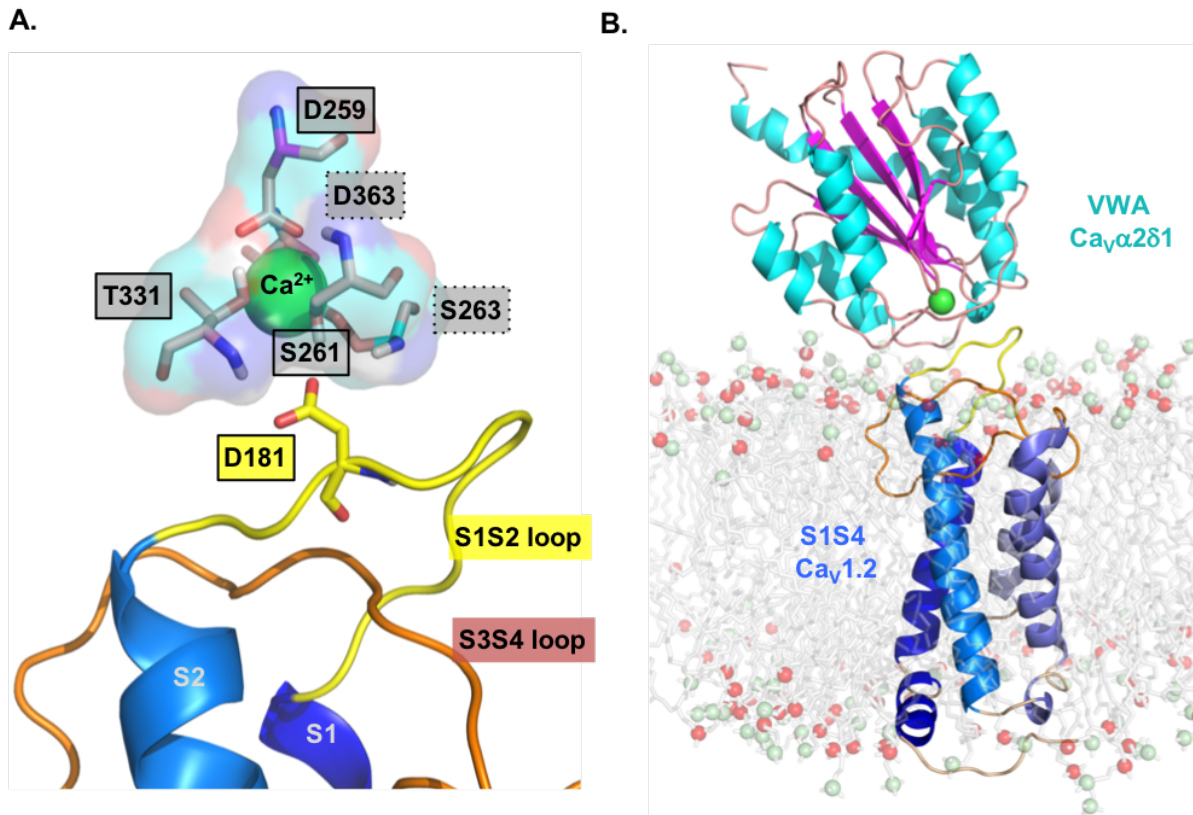 A.
B.
D259
D363
Ca2+
T331
S263
S261
D181
S1S2 loop
S3S4 loop
S2
S1
VWA
CaVα2δ1
S1S4
CaV1.2